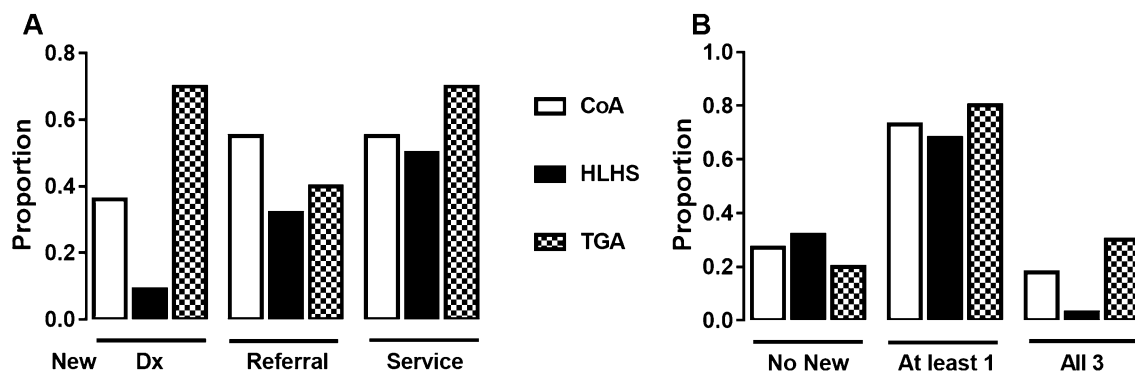 A
Proportion
0.8
0.6
0.4
0.2
0.0
New Dx Referral Service
CoA
HLHS
TGA
B
Proportion
1.0
0.8
0.6
0.4
0.2
0.0
No New At least 1 All 3